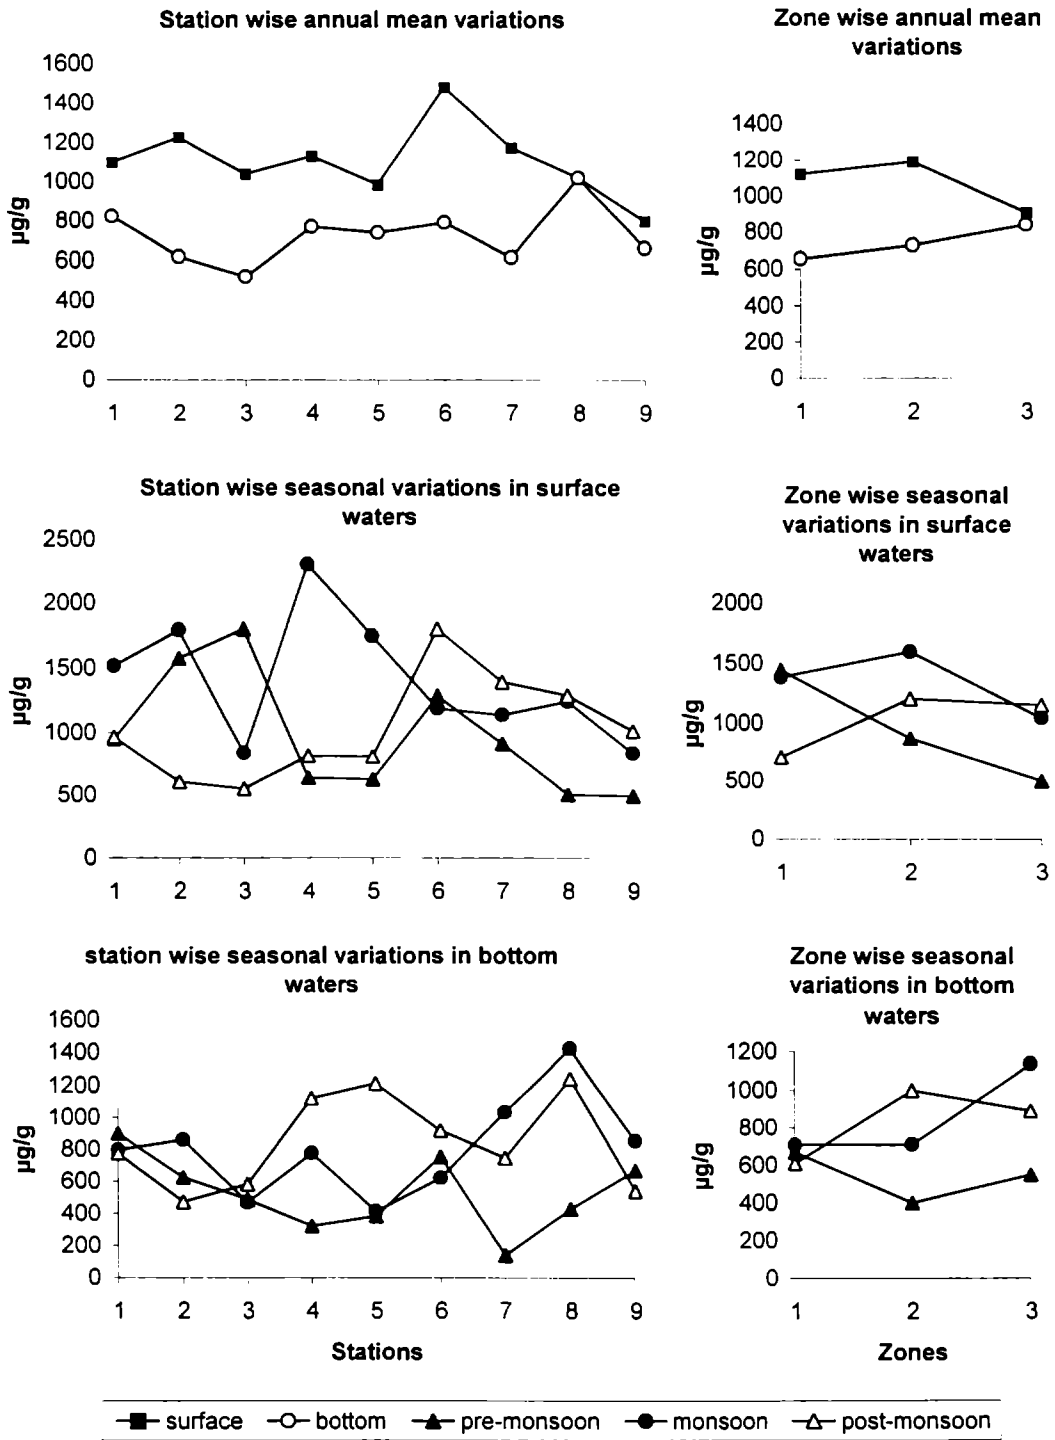 Station wise annual mean variations
1600
1400
1200
1000
800
600
400
200
0
µg/g
1 2 3 4 5 6 7 8 9
Zone wise annual mean
variations
1400
1200
1000
800
600
400
200
0
µg/g
1 2 3
Station wise seasonal variations in surface
waters
2500
2000
1500
1000
500
0
µg/g
1 2 3 4 5 6 7 8 9
Zone wise seasonal
variations in surface
waters
2000
1500
1000
500
0
µg/g
1 2 3
station wise seasonal variations in bottom
waters
1600
1400
1200
1000
800
600
400
200
0
µg/g
1 2 3 4 5 6 7 8 9
Stations
Zone wise seasonal
variations in bottom
waters
1200
1000
800
600
400
200
0
µg/g
1 2 3
Zones
surface bottom pre-monsoon monsoon post-monsoon